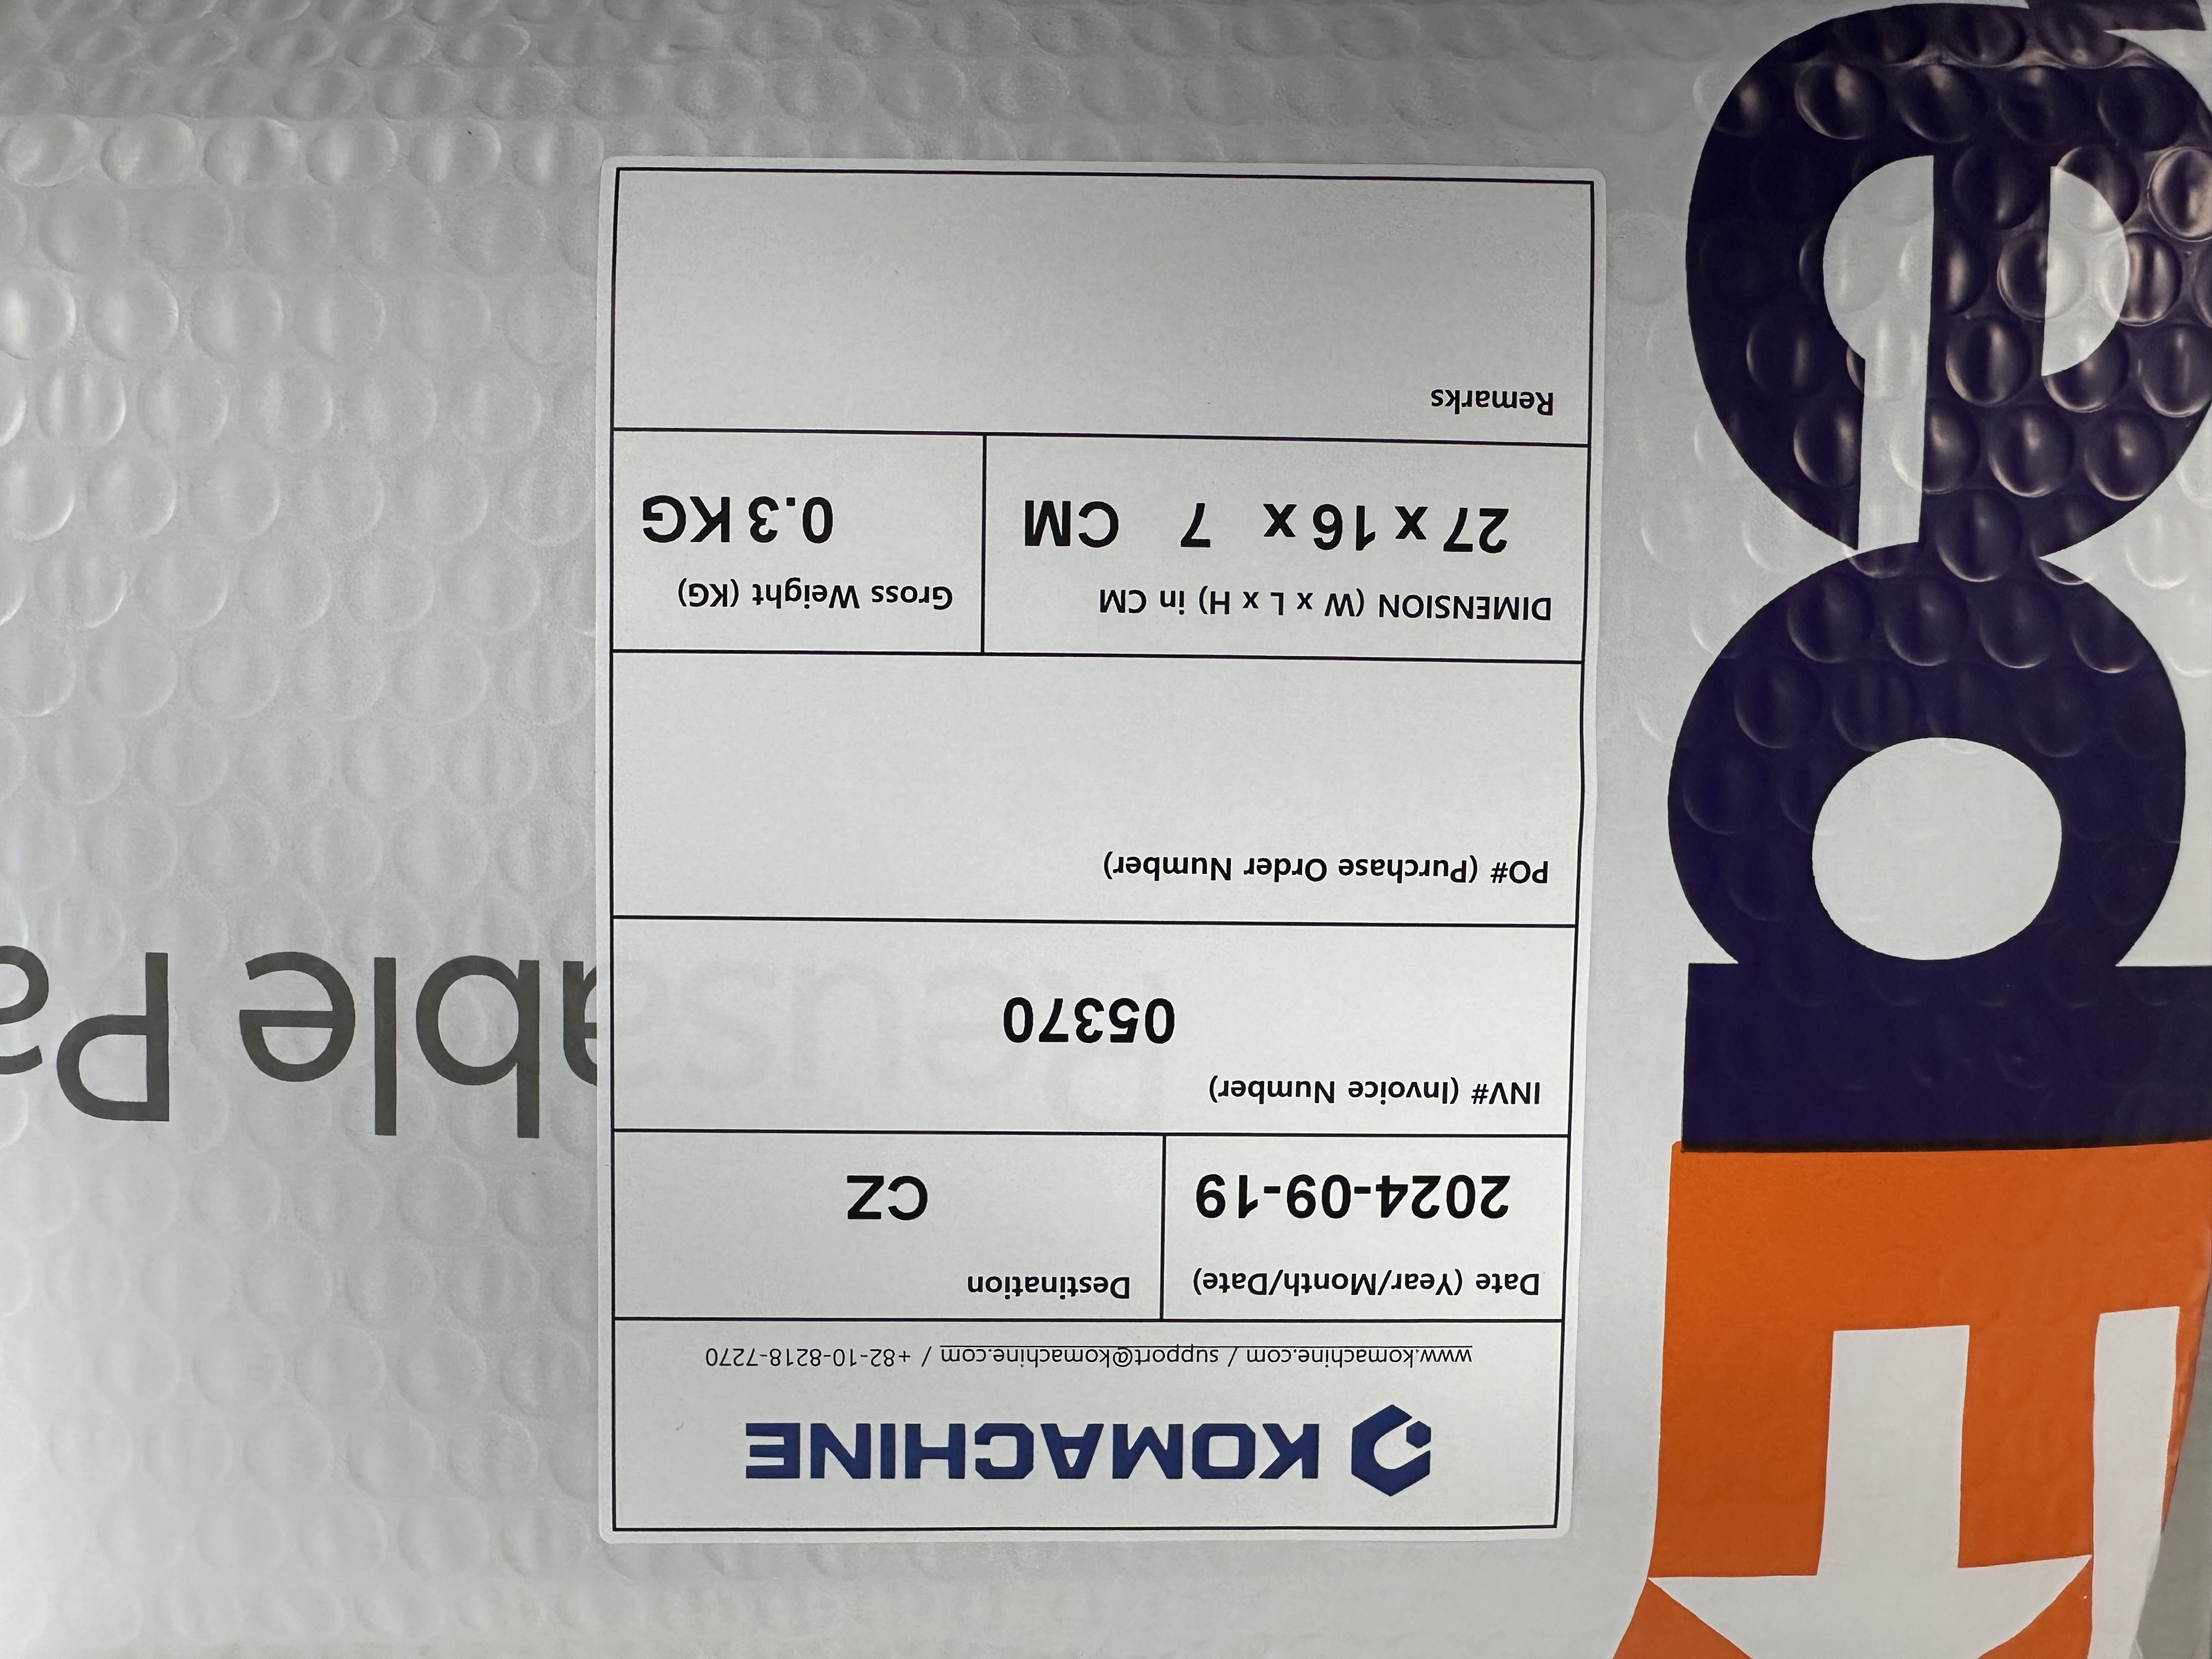 KOMACHINE
www.komachine.com / support@komachine.com / +82-10-8218-7270
Date (Year/Month/Date)
2024-09-19
Destination
CZ
INV# (Invoice Number)
05370
PO# (Purchase Order Number)
DIMENSION (W x L x H) in CM
27 x 16 x 7 CM
Gross Weight (KG)
0.3 KG
Remarks